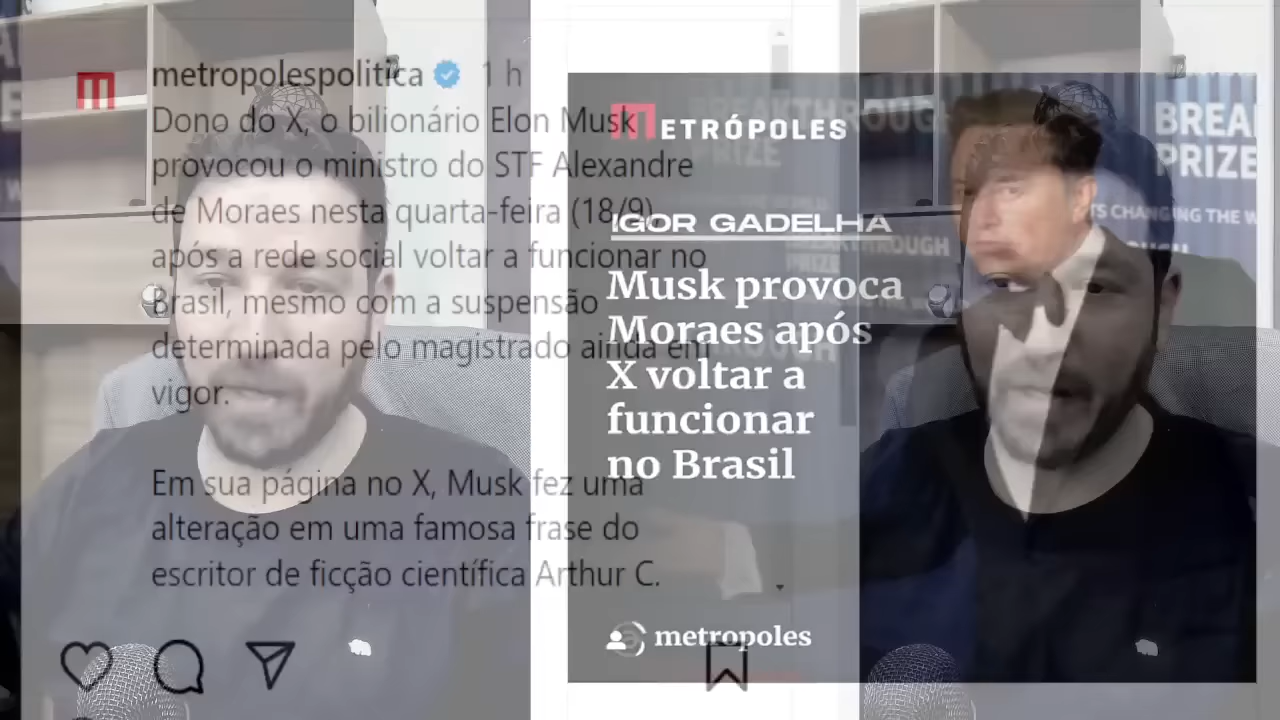 metropolespolitica 1 h
Dono do X, o bilionário Elon Musk
provocou o ministro do STF Alexandre
de Moraes nesta quarta-feira (18/9),
após a rede social voltar a funcionar no
Brasil, mesmo com a suspensão
determinada pelo magistrado ainda em
vigor.
Em sua página no X, Musk fez uma
alteração em uma famosa frase do
escritor de ficção científica Arthur C.
METRÓPOLES
IGOR GADELHA
Musk provoca
Moraes após
X voltar a
funcionar
no Brasil
metropoles
BREAKTHROUGH
PRIZE
BREAKTHROUGH
PRIZE
BREA
PRIZE